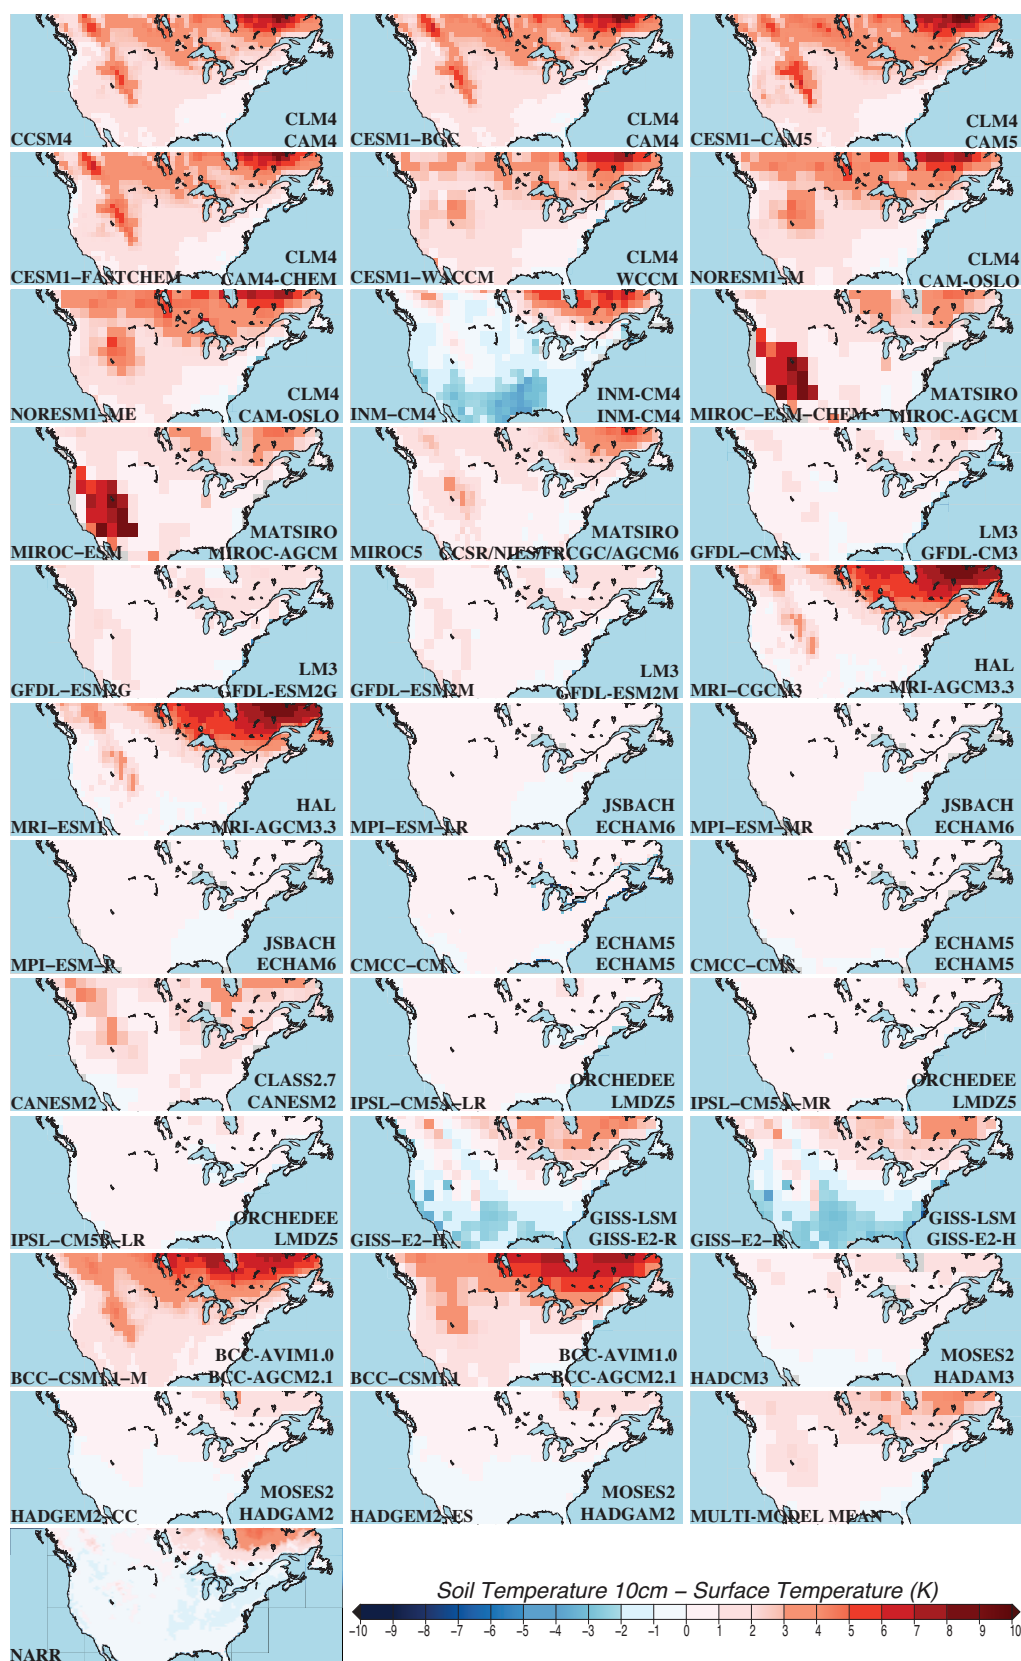 CCSM4 CLM4 CAM4
CESM1−BGC CLM4 CAM4
CESM1−CAM5 CLM4 CAM5
CESM1−FASTCHEM CLM4 CAM4-CHEM
CESM1−WACCM CLM4 WCCM
NORESM1−M CLM4 CAM-OSLO
NORESM1−ME CLM4 CAM-OSLO
INM−CM4 INM-CM4 INM-CM4
MIROC−ESM−CHEM MATSIRO MIROC-AGCM
MIROC−ESM MATSIRO MIROC-AGCM
MIROC5 MATSIRO CCSR/NIES/FRCGC/AGCM6
GFDL−CM3 LM3 GFDL-CM3
GFDL−ESM2G LM3 GFDL-ESM2G
GFDL−ESM2M LM3 GFDL-ESM2M
MRI−CGCM3 HAL MRI-AGCM3.3
MRI−ESM1 HAL MRI-AGCM3.3
MPI−ESM−LR JSBACH ECHAM6
MPI−ESM−MR JSBACH ECHAM6
MPI−ESM−P JSBACH ECHAM6
CMCC−CM ECHAM5 ECHAM5
CMCC−CMS ECHAM5 ECHAM5
CANESM2 CLASS2.7 CANESM2
IPSL−CM5A−LR ORCHEDEE LMDZ5
IPSL−CM5A−MR ORCHEDEE LMDZ5
IPSL−CM5B−LR ORCHEDEE LMDZ5
GISS−E2−H GISS-LSM GISS-E2-R
GISS−E2−R GISS-LSM GISS-E2-H
BCC−CSM1.1−M BCC-AVIM1.0 BCC-AGCM2.1
BCC−CSM1.1 BCC-AVIM1.0 BCC-AGCM2.1
HADCM3 MOSES2 HADAM3
HADGEM2−CC MOSES2 HADGAM2
HADGEM2−ES MOSES2 HADGAM2
MULTI−MODEL MEAN
NARR
Soil Temperature 10cm − Surface Temperature (K)
−10 −9 −8 −7 −6 −5 −4 −3 −2 −1 0 1 2 3 4 5 6 7 8 9 10